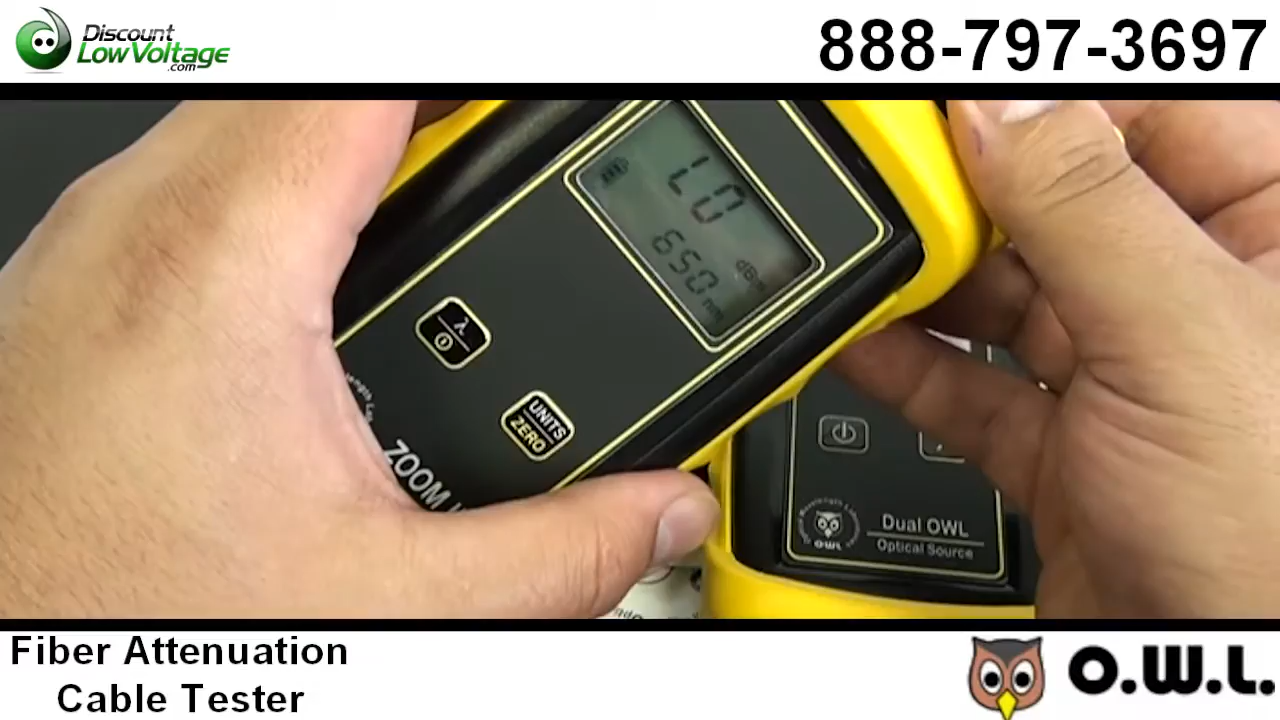 Discount
LowVoltage
.com
888-797-3697
LO
dBm
650 nm
λ
UNITS
ZERO
ZOOM
Dual OWL
Optical Source
OWL
Fiber Attenuation
Cable Tester
O.W.L.